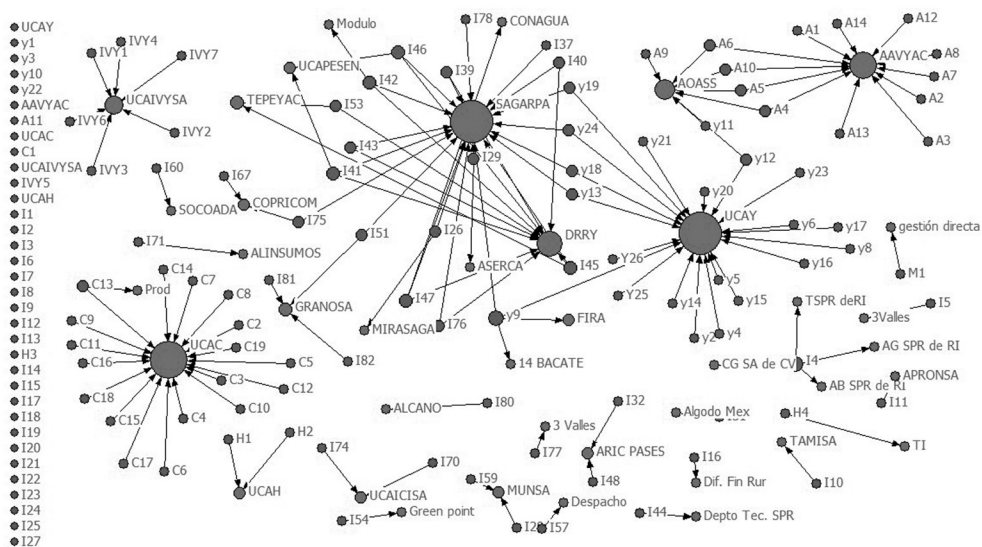 UCAY
y1
y3
y10
y22
AAVYAC
A11
UCAC
C1
UCAIVYSA
IVY5
UCAH
I1
I2
I3
I6
I7
I8
I9
I12
I13
H3
I14
I15
I17
I18
I19
I20
I21
I22
I23
I24
I25
I27
IVY1
IVY4
IVY7
UCAIVYSA
IVY6
IVY2
IVY3
Modulo
I78
CONAGUA
I46
I37
UCAPESEN
I39
I40
I42
y19
TEPEYAC
I53
SAGARPA
y24
I43
I29
I41
y18
y13
I75
I51
I26
DRRY
ASERCA
I45
I47
MIRASAGA
I76
y9
FIRA
14 BACATE
A1
A14
A12
A9
A6
A10
AAVYAC
A8
AOASS
A5
A7
A4
A2
A13
A3
y11
y21
y12
y23
y20
UCAY
y6
y17
y8
y16
Y26
Y25
y5
y14
y15
y2
y4
gestión directa
M1
I60
SOCOADA
I67
COPRICOM
I71
ALINSUMOS
I81
GRANOSA
I82
C14
C7
C13
Prod
C8
C9
C2
C11
UCAC
C19
C16
C5
C3
C12
C18
C10
C15
C4
C17
C6
TSPR deRI
I5
3Valles
CG SA de CV
I4
AG SPR de RI
AB SPR de RI
APRONSA
I11
ALCANO
I80
I32
Algodo Mex
H4
H1
H2
I74
3 Valles
I77
ARIC PASES
TAMISA
TI
I70
I59
I48
I16
UCAH
UCAICISA
MUNSA
Dif. Fin Rur
I10
Despacho
I54
Green point
I57
I44
Depto Tec. SPR